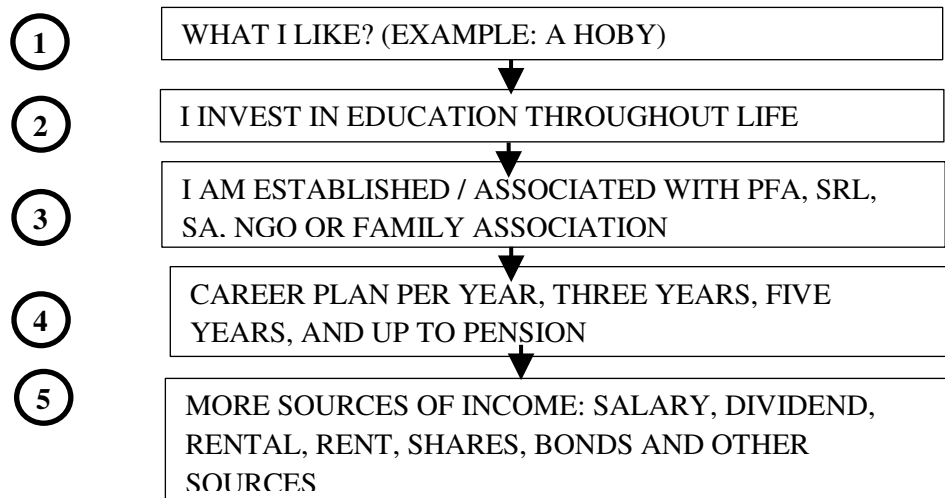 1
WHAT I LIKE? (EXAMPLE: A HOBY)
2
I INVEST IN EDUCATION THROUGHOUT LIFE
3
I AM ESTABLISHED / ASSOCIATED WITH PFA, SRL,
SA, NGO OR FAMILY ASSOCIATION
4
CAREER PLAN PER YEAR, THREE YEARS, FIVE
YEARS, AND UP TO PENSION
5
MORE SOURCES OF INCOME: SALARY, DIVIDEND,
RENTAL, RENT, SHARES, BONDS AND OTHER
SOURCES